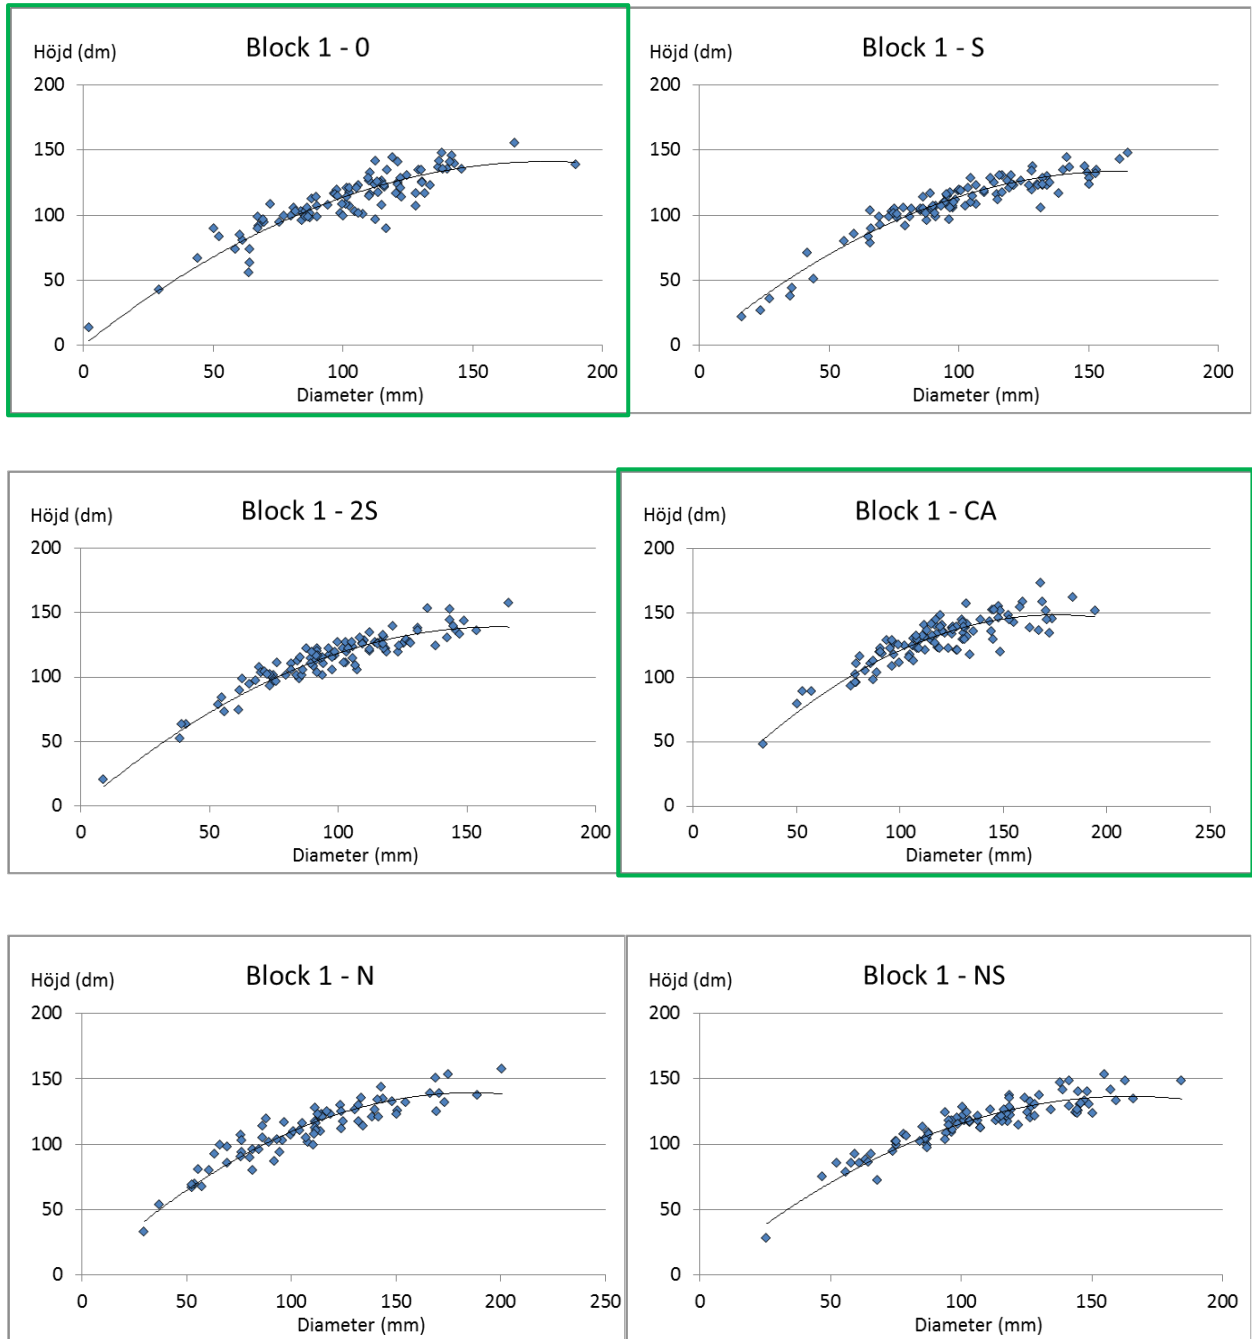 Block 1 - 0
Höjd (dm)
200
150
100
50
0
0 50 100 150 200
Diameter (mm)
Block 1 - S
Höjd (dm)
200
150
100
50
0
0 50 100 150 200
Diameter (mm)
Block 1 - 2S
Höjd (dm)
200
150
100
50
0
0 50 100 150 200
Diameter (mm)
Block 1 - CA
Höjd (dm)
200
150
100
50
0
0 50 100 150 200 250
Diameter (mm)
Block 1 - N
Höjd (dm)
200
150
100
50
0
0 50 100 150 200 250
Diameter (mm)
Block 1 - NS
Höjd (dm)
200
150
100
50
0
0 50 100 150 200
Diameter (mm)